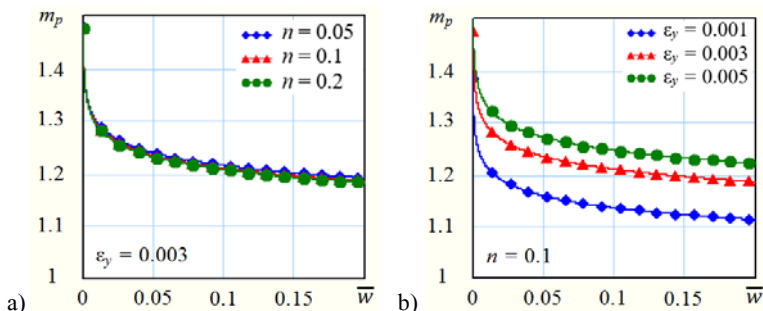 m_p
n = 0.05
n = 0.1
n = 0.2
1.4
1.3
1.2
1.1
1
ε_y = 0.003
0 0.05 0.1 0.15 w̅
a)
m_p
ε_y = 0.001
ε_y = 0.003
ε_y = 0.005
1.4
1.3
1.2
1.1
1
n = 0.1
0 0.05 0.1 0.15 w̅
b)